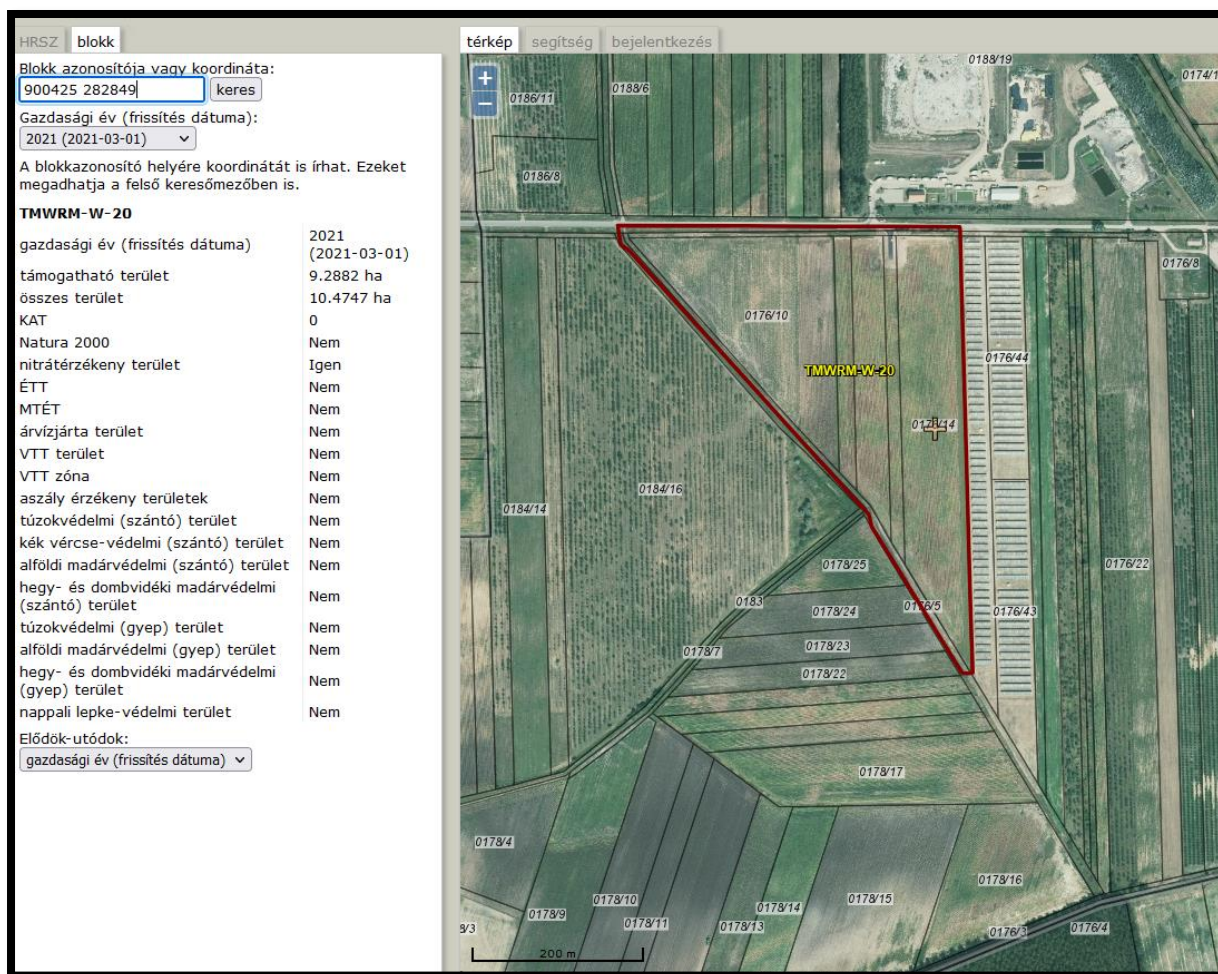 HRSZ blokk
Blokk azonosítója vagy koordináta:
900425 282849 keres
Gazdasági év (frissítés dátuma):
2021 (2021-03-01)
A blokkazonosító helyére koordinátát is írhat. Ezeket
megadhatja a felső keresőmezőben is.
TMWRM-W-20
gazdasági év (frissítés dátuma) 2021
(2021-03-01)
támogatható terület 9.2882 ha
összes terület 10.4747 ha
KAT 0
Natura 2000 Nem
nitrátérzékeny terület Igen
ÉTT Nem
MTÉT Nem
árvízjárta terület Nem
VTT terület Nem
VTT zóna Nem
aszály érzékeny területek Nem
túzokvédelmi (szántó) terület Nem
kék vércse-védelmi (szántó) terület Nem
alföldi madárvédelmi (szántó) terület Nem
hegy- és dombvidéki madárvédelmi
(szántó) terület Nem
túzokvédelmi (gyep) terület Nem
alföldi madárvédelmi (gyep) terület Nem
hegy- és dombvidéki madárvédelmi
(gyep) terület Nem
nappali lepke-védelmi terület Nem
Elődök-utódok:
gazdasági év (frissítés dátuma)
térkép segítség bejelentkezés
+
−
0188/19
0174/1
0188/6
0186/11
0186/8
0176/8
0176/10
0176/44
TMWRM-W-20
0176/14
0184/16
0184/14
0176/22
0178/25
0183
0178/24
0176/5
0176/43
0178/23
0178/7
0178/22
0178/17
0178/4
0178/16
0178/10
0178/15
0178/14
0178/9
0178/11
0178/13
8/3
0176/3
0176/4
200 m